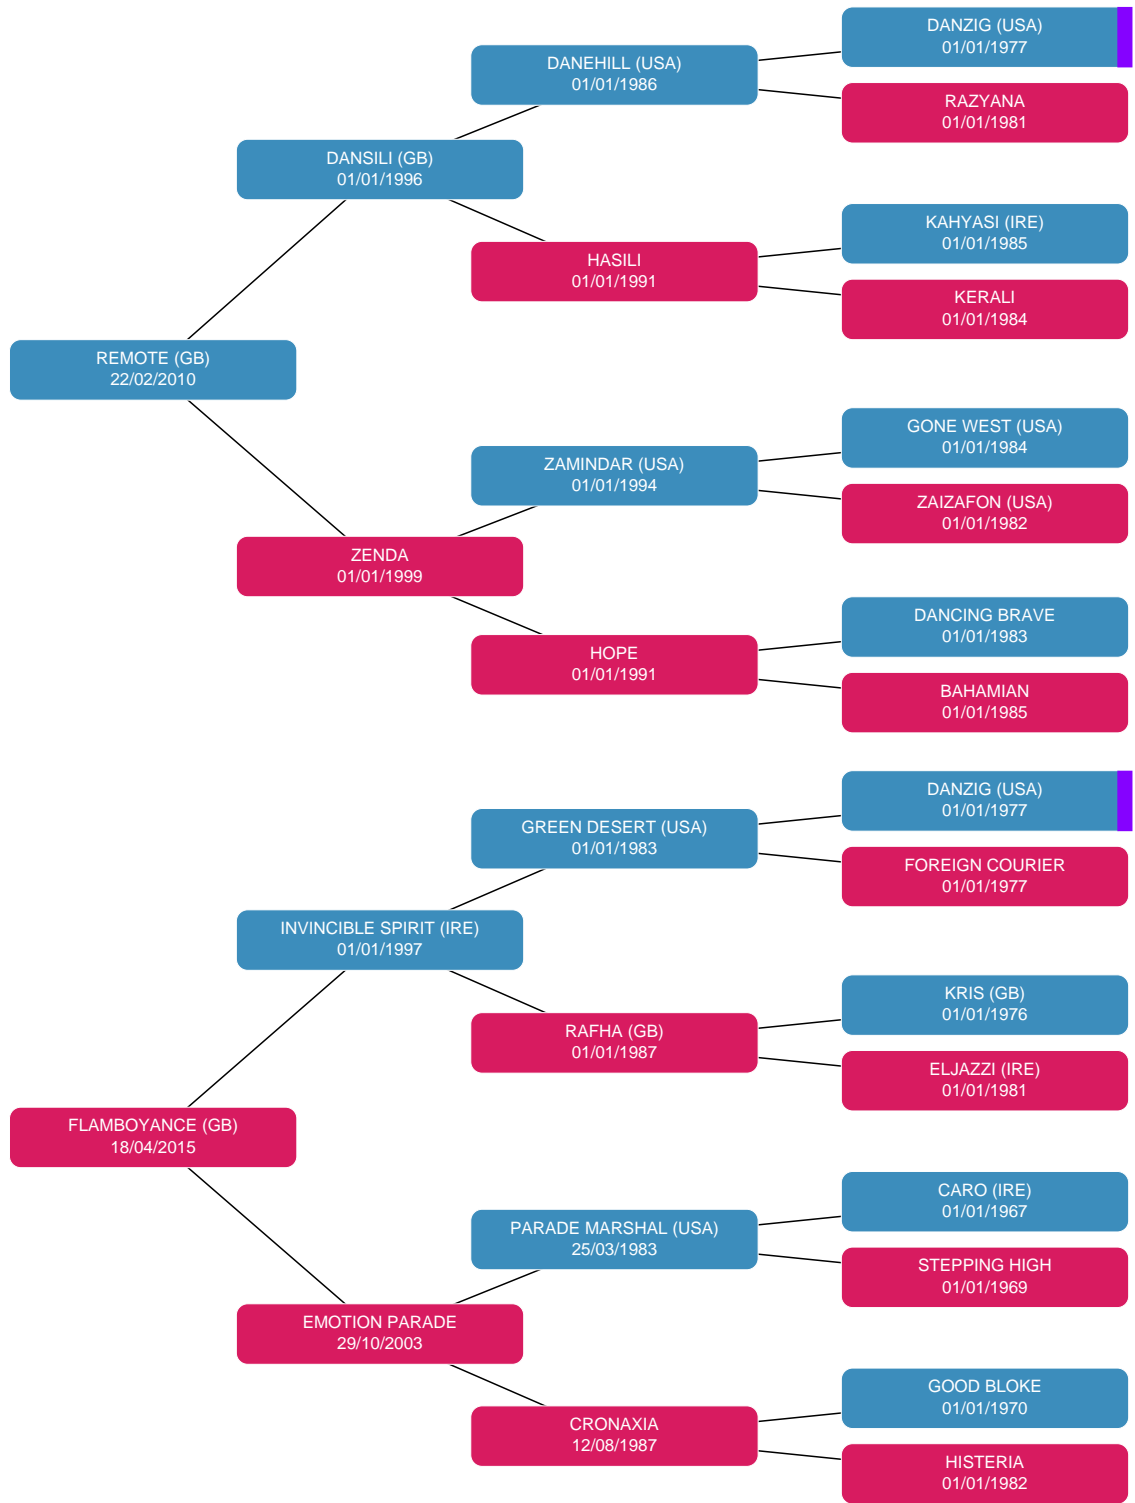 DANZIG (USA)
01/01/1977
DANEHILL (USA)
01/01/1986
RAZYANA
01/01/1981
DANSILI (GB)
01/01/1996
KAHYASI (IRE)
01/01/1985
HASILI
01/01/1991
KERALI
01/01/1984
REMOTE (GB)
22/02/2010
GONE WEST (USA)
01/01/1984
ZAMINDAR (USA)
01/01/1994
ZAIZAFON (USA)
01/01/1982
ZENDA
01/01/1999
DANCING BRAVE
01/01/1983
HOPE
01/01/1991
BAHAMIAN
01/01/1985
DANZIG (USA)
01/01/1977
GREEN DESERT (USA)
01/01/1983
FOREIGN COURIER
01/01/1977
INVINCIBLE SPIRIT (IRE)
01/01/1997
KRIS (GB)
01/01/1976
RAFHA (GB)
01/01/1987
ELJAZZI (IRE)
01/01/1981
FLAMBOYANCE (GB)
18/04/2015
CARO (IRE)
01/01/1967
PARADE MARSHAL (USA)
25/03/1983
STEPPING HIGH
01/01/1969
EMOTION PARADE
29/10/2003
GOOD BLOKE
01/01/1970
CRONAXIA
12/08/1987
HISTERIA
01/01/1982